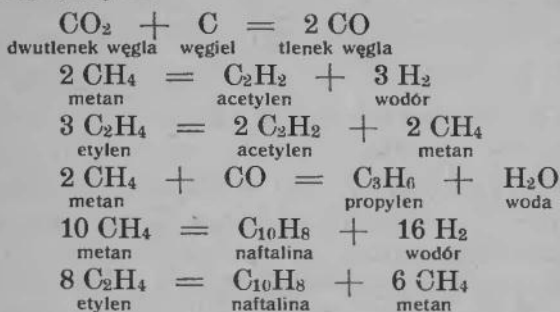 CO₂ + C = 2 CO
dwutlenek węgla węgiel tlenek węgla
2 CH₄ = C₂H₂ + 3 H₂
metan acetylen wodór
3 C₂H₄ = 2 C₂H₂ + 2 CH₄
etylen acetylen metan
2 CH₄ + CO = C₃H₆ + H₂O
metan propylen woda
10 CH₄ = C₁₀H₈ + 16 H₂
metan naftalina wodór
8 C₂H₄ = C₁₀H₈ + 6 CH₄
etylen naftalina metan